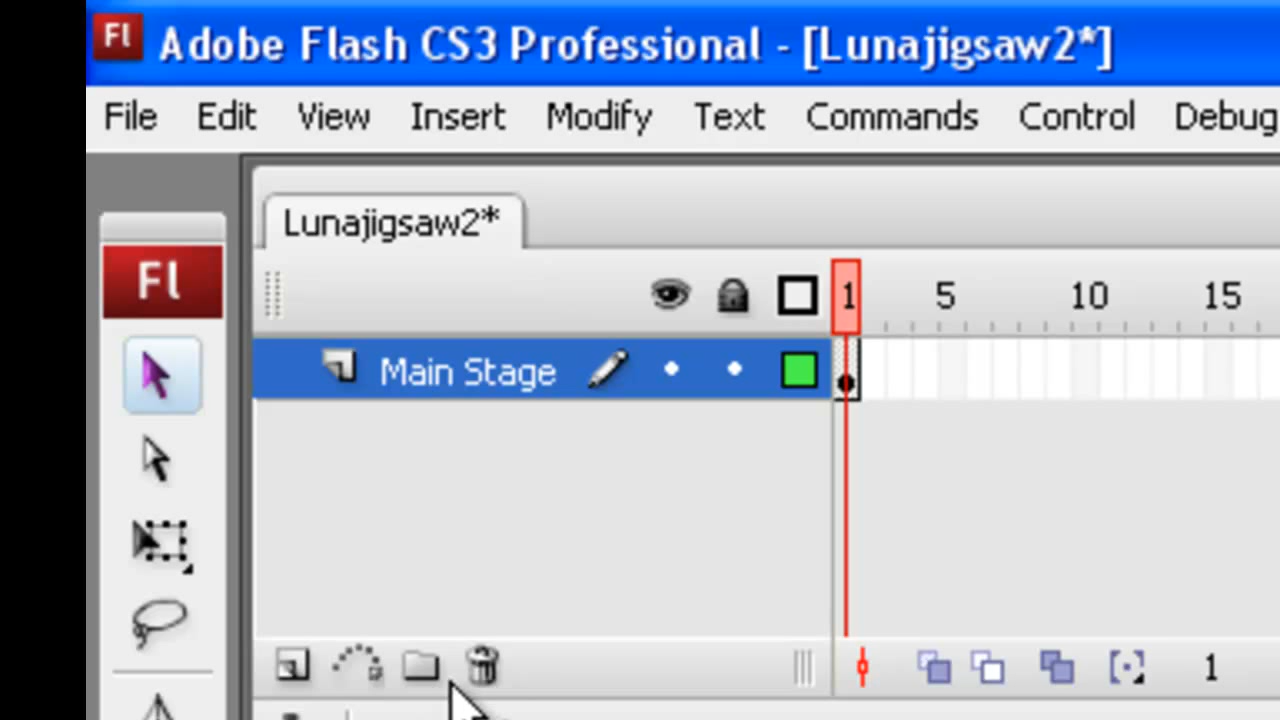 Fl Adobe Flash CS3 Professional - [Lunajigsaw2*]
File Edit View Insert Modify Text Commands Control Debug
Lunajigsaw2*
Fl
1 5 10 15
Main Stage
1